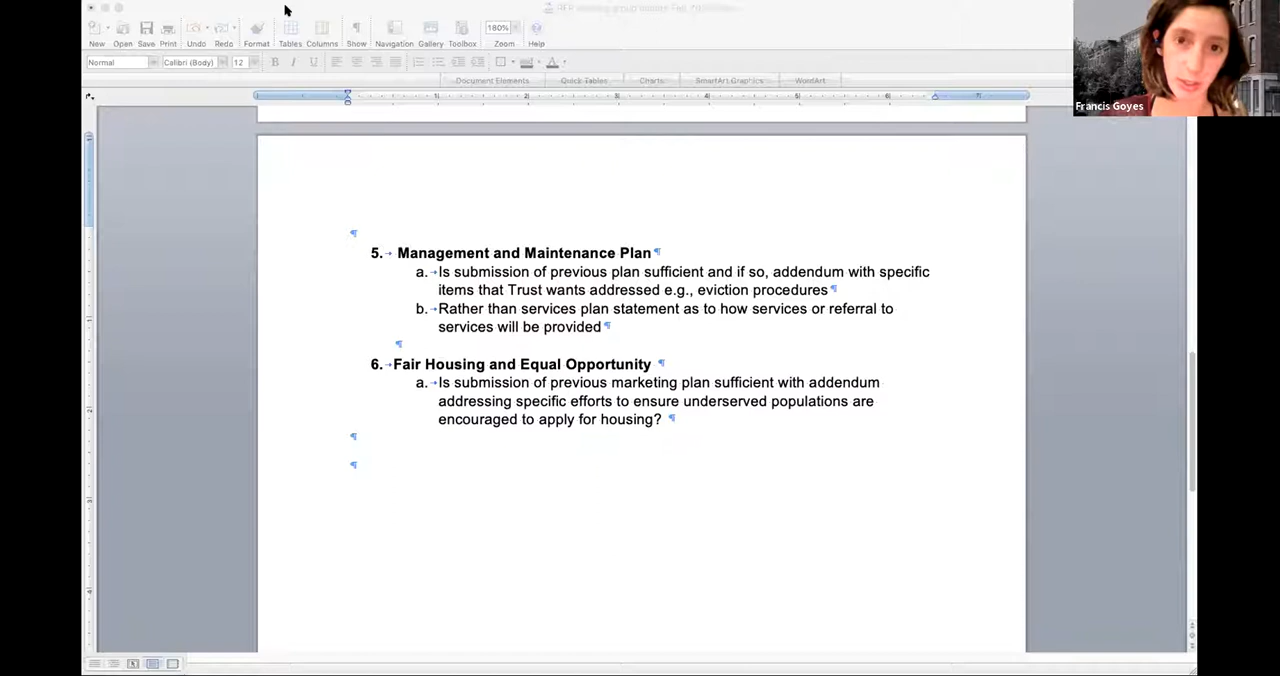 New Open Save Print Undo Redo Format Tables Columns Show Navigation Gallery Toolbox Zoom Help
180%
Normal Calibri (Body) 12 B I U
Document Elements Quick Tables Charts SmartArt Graphics WordArt
Francis Goyes
5. Management and Maintenance Plan
a. Is submission of previous plan sufficient and if so, addendum with specific
items that Trust wants addressed e.g., eviction procedures
b. Rather than services plan statement as to how services or referral to
services will be provided
6. Fair Housing and Equal Opportunity
a. Is submission of previous marketing plan sufficient with addendum
addressing specific efforts to ensure underserved populations are
encouraged to apply for housing?